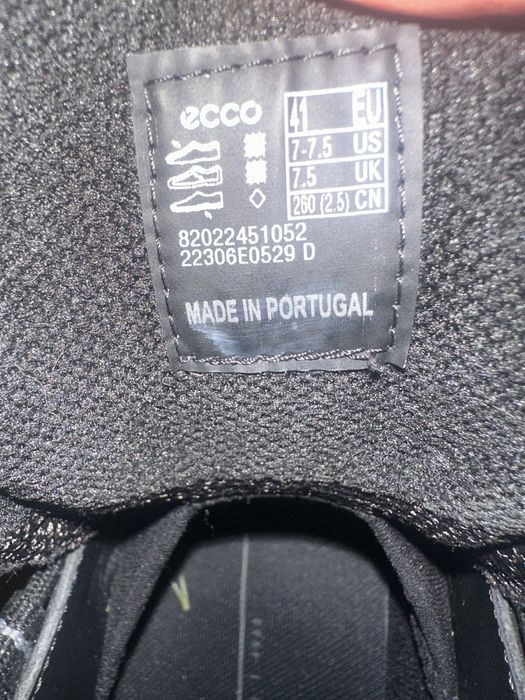 ecco
41 EU
7-7.5 US
7.5 UK
260 (2.5) CN
82022451052
22306E0529 D
MADE IN PORTUGAL